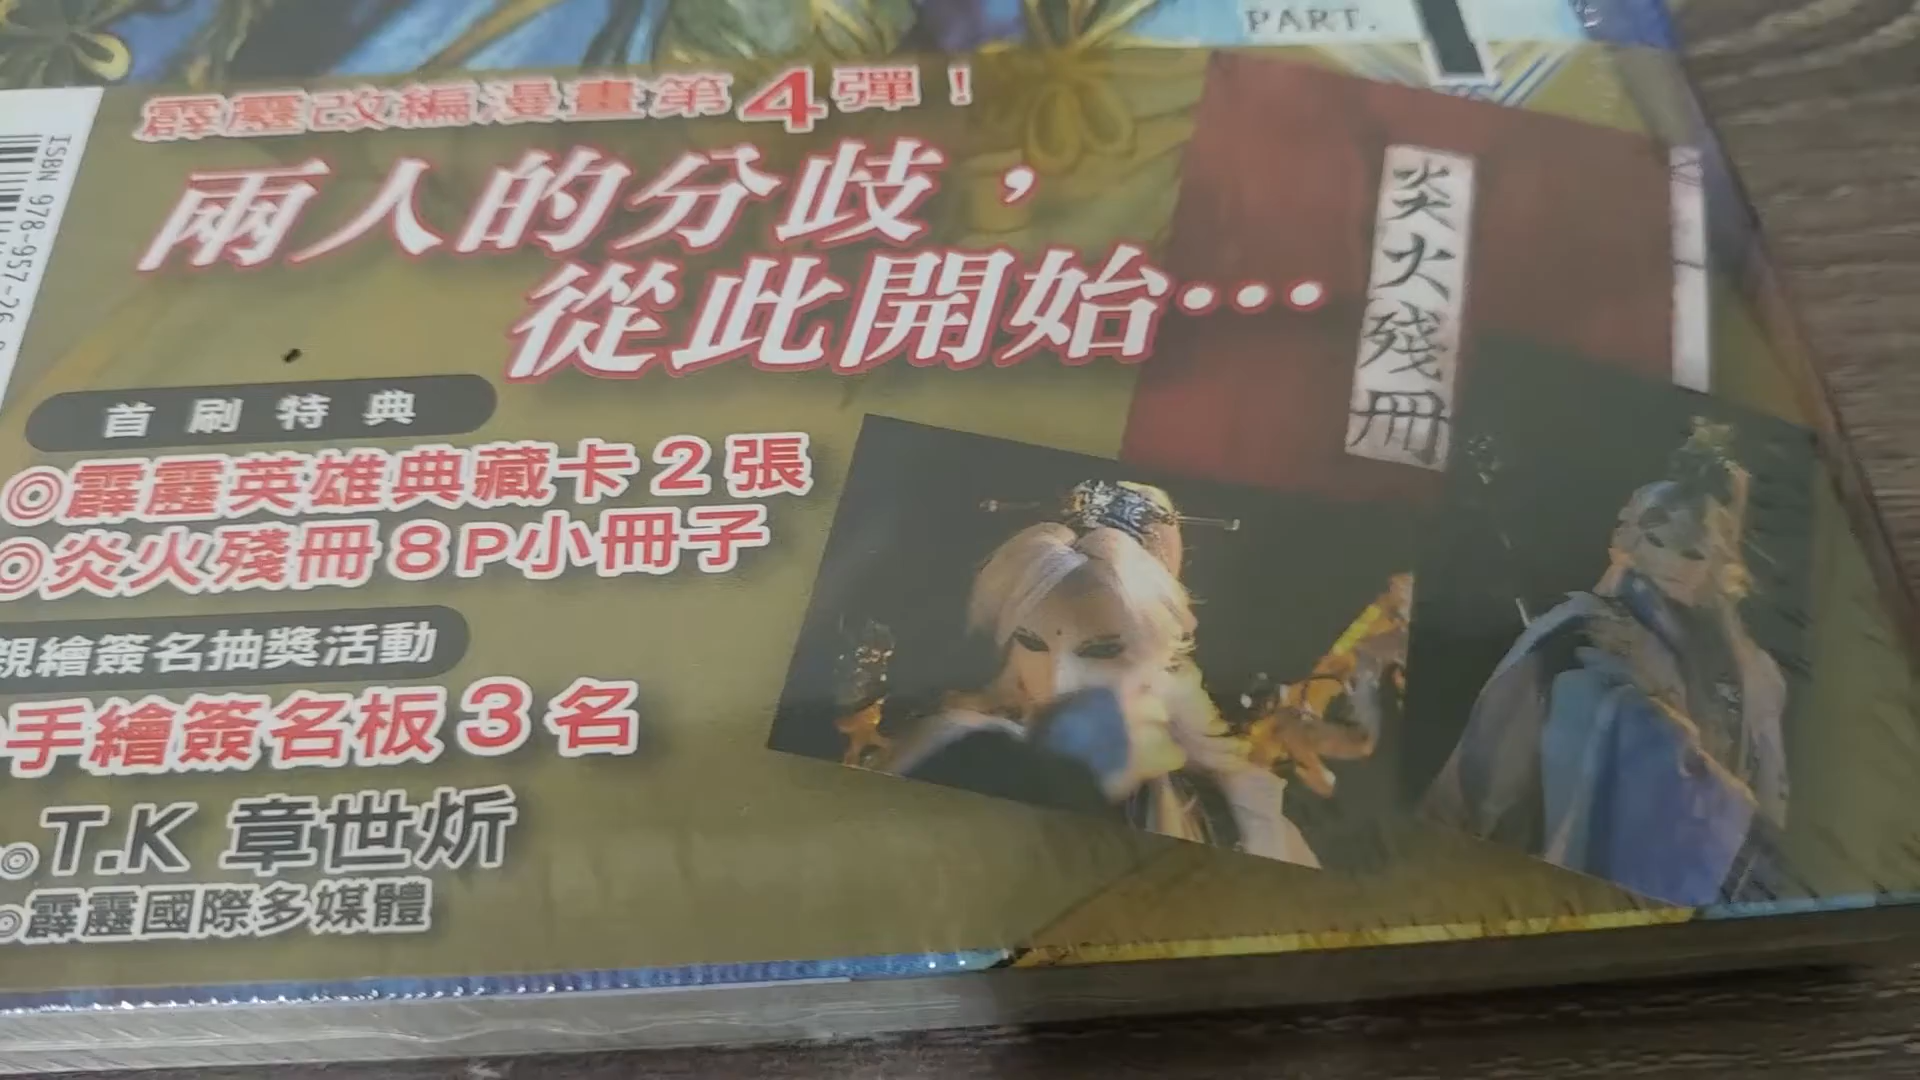 PART.
霹靂改編漫畫第4彈！
兩人的分歧，
從此開始…
炎火殘冊
ISBN 978-957-26
首刷特典
◎霹靂英雄典藏卡2張
◎炎火殘冊8P小冊子
親繪簽名抽獎活動
手繪簽名板3名
◎T.K 章世炘
◎霹靂國際多媒體